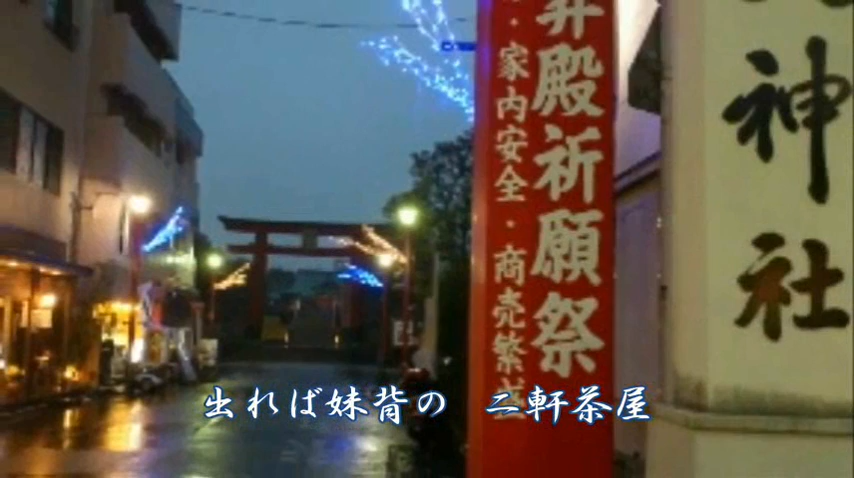 昇殿祈願祭
・家内安全・商売繁盛
神社
出れば妹背の 二軒茶屋